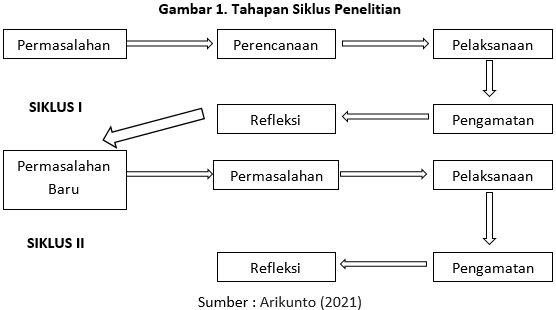 Gambar 1. Tahapan Siklus Penelitian
Permasalahan
Perencanaan
Pelaksanaan
SIKLUS I
Refleksi
Pengamatan
Permasalahan
Baru
Permasalahan
Pelaksanaan
SIKLUS II
Refleksi
Pengamatan
Sumber : Arikunto (2021)